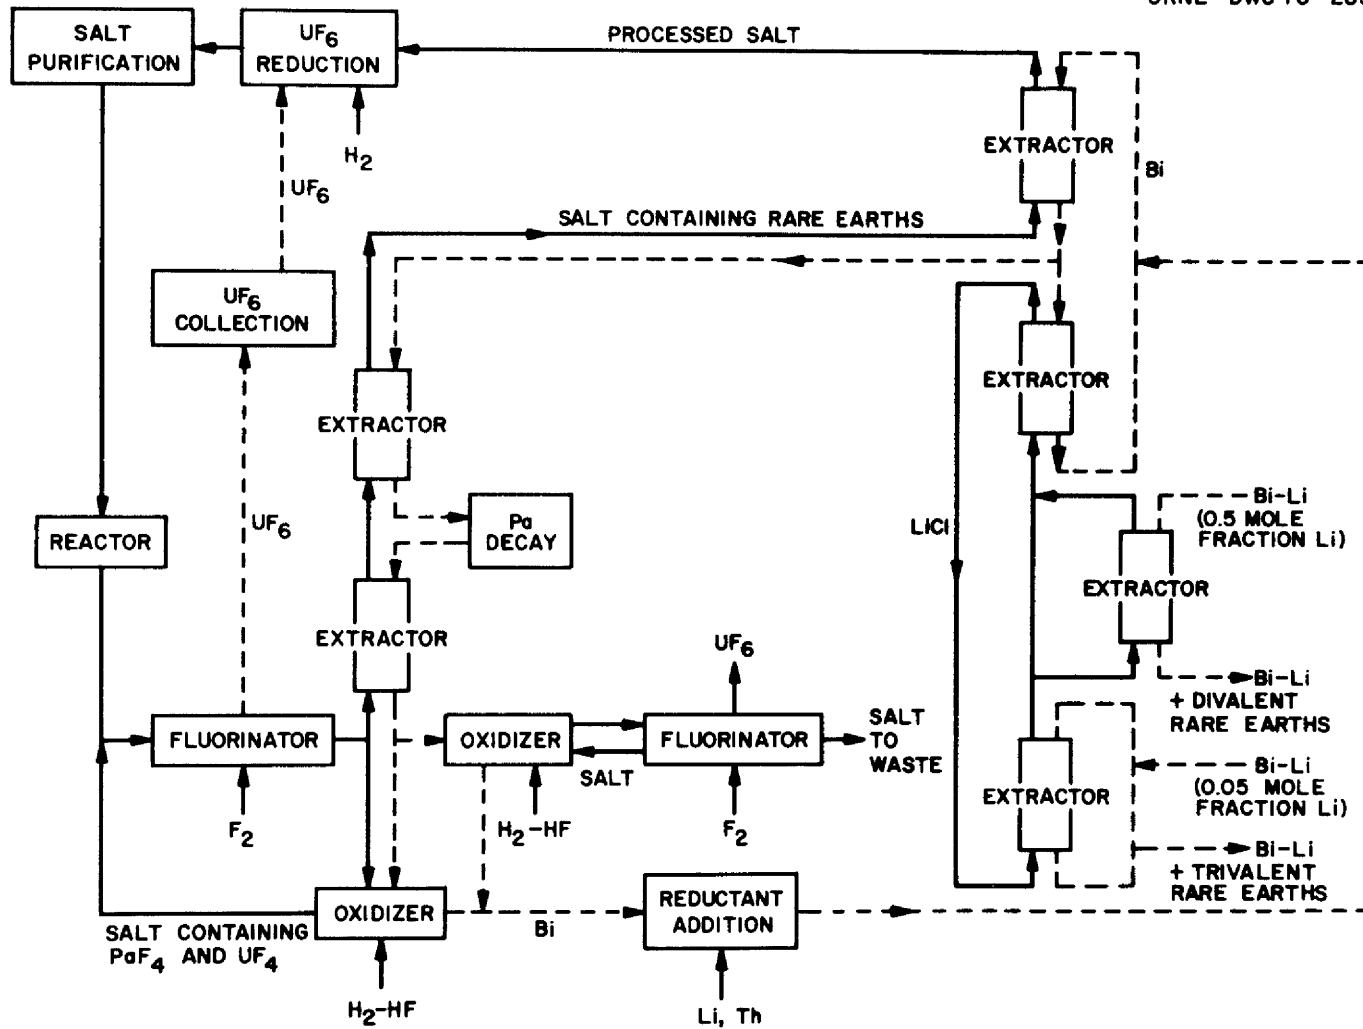 SALT
PURIFICATION
UF6
REDUCTION
PROCESSED SALT
H2
EXTRACTOR
Bi
UF6
SALT CONTAINING RARE EARTHS
UF6
COLLECTION
EXTRACTOR
EXTRACTOR
UF6
Pa
DECAY
REACTOR
LiCl
Bi-Li
(0.5 MOLE
FRACTION Li)
EXTRACTOR
EXTRACTOR
UF6
Bi-Li
+ DIVALENT
RARE EARTHS
FLUORINATOR
OXIDIZER
SALT
FLUORINATOR
SALT
TO
WASTE
F2
H2-HF
F2
EXTRACTOR
Bi-Li
(0.05 MOLE
FRACTION Li)
Bi-Li
+ TRIVALENT
RARE EARTHS
OXIDIZER
Bi
REDUCTANT
ADDITION
SALT CONTAINING
PaF4 AND UF4
H2-HF
Li, Th